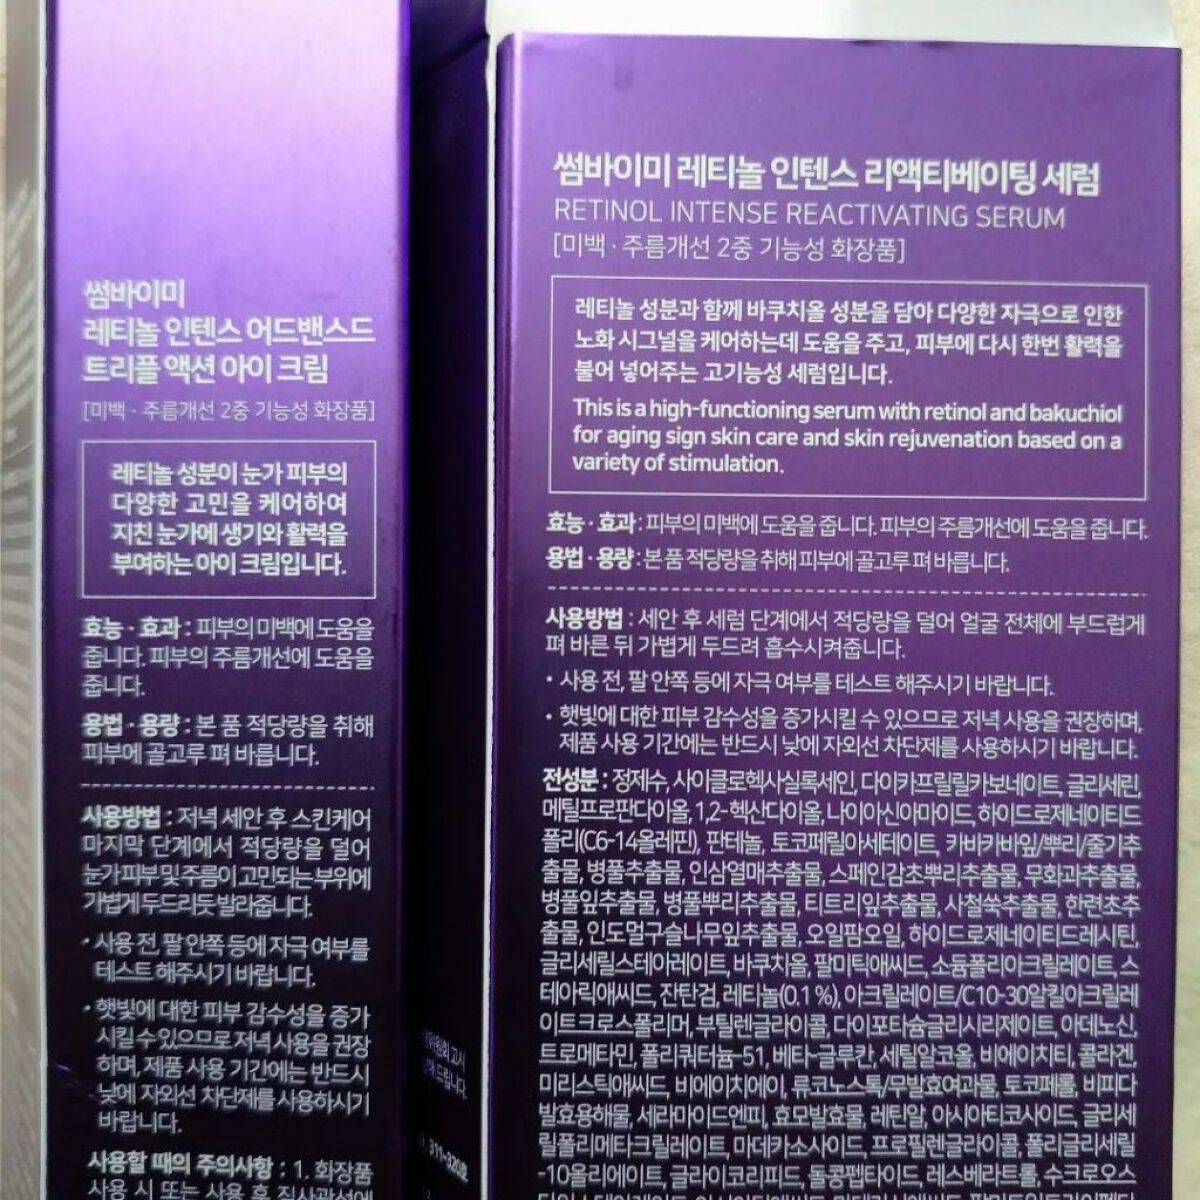 썸바이미
레티놀 인텐스 어드밴스드
트리플 액션 아이 크림
[미백 · 주름개선 2중 기능성 화장품]
레티놀 성분이 눈가 피부의
다양한 고민을 케어하여
지친 눈가에 생기와 활력을
부여하는 아이 크림입니다.
효능 · 효과 : 피부의 미백에 도움을
줍니다. 피부의 주름개선에 도움을
줍니다.
용법 · 용량 : 본 품 적당량을 취해
피부에 골고루 펴 바릅니다.
사용방법 : 저녁 세안 후 스킨케어
마지막 단계에서 적당량을 덜어
눈가 피부 및 주름이 고민되는 부위에
가볍게 두드리듯 발라줍니다.
• 사용 전, 팔 안쪽 등에 자극 여부를
테스트 해주시기 바랍니다.
• 햇빛에 대한 피부 감수성을 증가
시킬 수 있으므로 저녁 사용을 권장
하며, 제품 사용 기간에는 반드시
낮에 자외선 차단제를 사용하시기
바랍니다.
사용할 때의 주의사항 : 1. 화장품
사용 시 또는 사용 후 직사광선에
고시
드립니다.
썸바이미 레티놀 인텐스 리액티베이팅 세럼
RETINOL INTENSE REACTIVATING SERUM
[미백 · 주름개선 2중 기능성 화장품]
레티놀 성분과 함께 바쿠치올 성분을 담아 다양한 자극으로 인한
노화 시그널을 케어하는데 도움을 주고, 피부에 다시 한번 활력을
불어 넣어주는 고기능성 세럼입니다.
This is a high-functioning serum with retinol and bakuchiol
for aging sign skin care and skin rejuvenation based on a
variety of stimulation.
효능 · 효과 : 피부의 미백에 도움을 줍니다. 피부의 주름개선에 도움을 줍니다.
용법 · 용량 : 본 품 적당량을 취해 피부에 골고루 펴 바릅니다.
사용방법 : 세안 후 세럼 단계에서 적당량을 덜어 얼굴 전체에 부드럽게
펴 바른 뒤 가볍게 두드려 흡수시켜줍니다.
• 사용 전, 팔 안쪽 등에 자극 여부를 테스트 해주시기 바랍니다.
• 햇빛에 대한 피부 감수성을 증가시킬 수 있으므로 저녁 사용을 권장하며,
제품 사용 기간에는 반드시 낮에 자외선 차단제를 사용하시기 바랍니다.
전성분 : 정제수, 사이클로헥사실록세인, 다이카프릴릴카보네이트, 글리세린,
메틸프로판다이올, 1,2-헥산다이올, 나이아신아마이드, 하이드로제네이티드
폴리(C6-14올레핀), 판테놀, 토코페릴아세테이트, 카바카바잎/뿌리/줄기추
출물, 병풀추출물, 인삼열매추출물, 스페인감초뿌리추출물, 무화과추출물,
병풀잎추출물, 병풀뿌리추출물, 티트리잎추출물, 사철쑥추출물, 한련초추
출물, 인도멀구슬나무잎추출물, 오일팜오일, 하이드로제네이티드레시틴,
글리세릴스테아레이트, 바쿠치올, 팔미틱애씨드, 소듐폴리아크릴레이트, 스
테아릭애씨드, 잔탄검, 레티놀(0.1%), 아크릴레이트/C10-30알킬아크릴레
이트크로스폴리머, 부틸렌글라이콜, 다이포타슘글리시리제이트, 아데노신,
트로메타민, 폴리쿼터늄-51, 베타-글루칸, 세틸알코올, 비에이치티, 콜라겐,
미리스틱애씨드, 비에이치에이, 류코노스톡/무발효여과물, 토코페롤, 비피다
발효용해물, 세라마이드엔피, 효모발효물, 레틴알, 아시아티코사이드, 글리세
릴폴리메타크릴레이트, 마데카소사이드, 프로필렌글라이콜, 폴리글리세릴
-10올리에이트, 글라이코리피드, 돌콩펩타이드, 레스베라트롤, 수크로오스